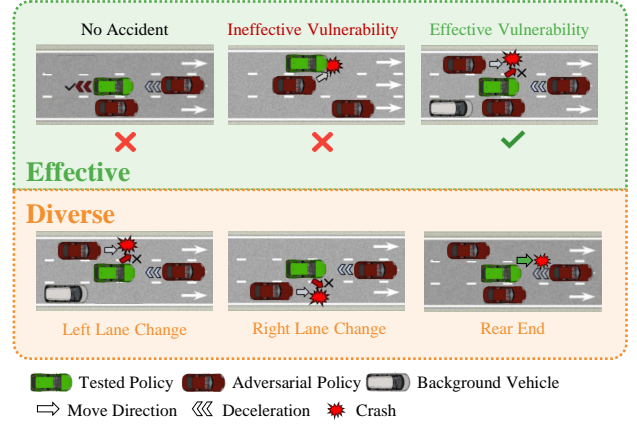 No Accident
Ineffective Vulnerability
Effective Vulnerability
Effective
Diverse
Left Lane Change
Right Lane Change
Rear End
Tested Policy
Adversarial Policy
Background Vehicle
Move Direction
Deceleration
Crash